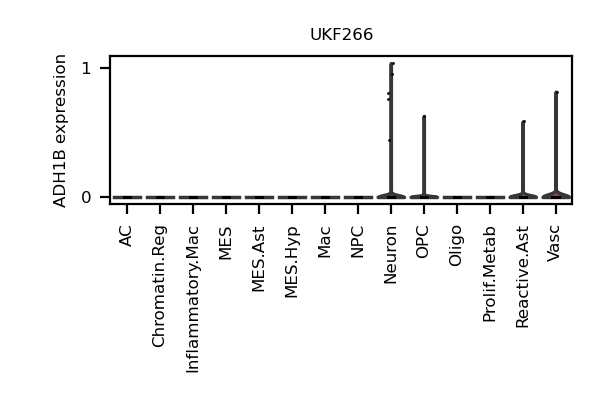 UKF266
ADH1B expression
1
0
AC
Chromatin.Reg
Inflammatory.Mac
MES
MES.Ast
MES.Hyp
Mac
NPC
Neuron
OPC
Oligo
Prolif.Metab
Reactive.Ast
Vasc